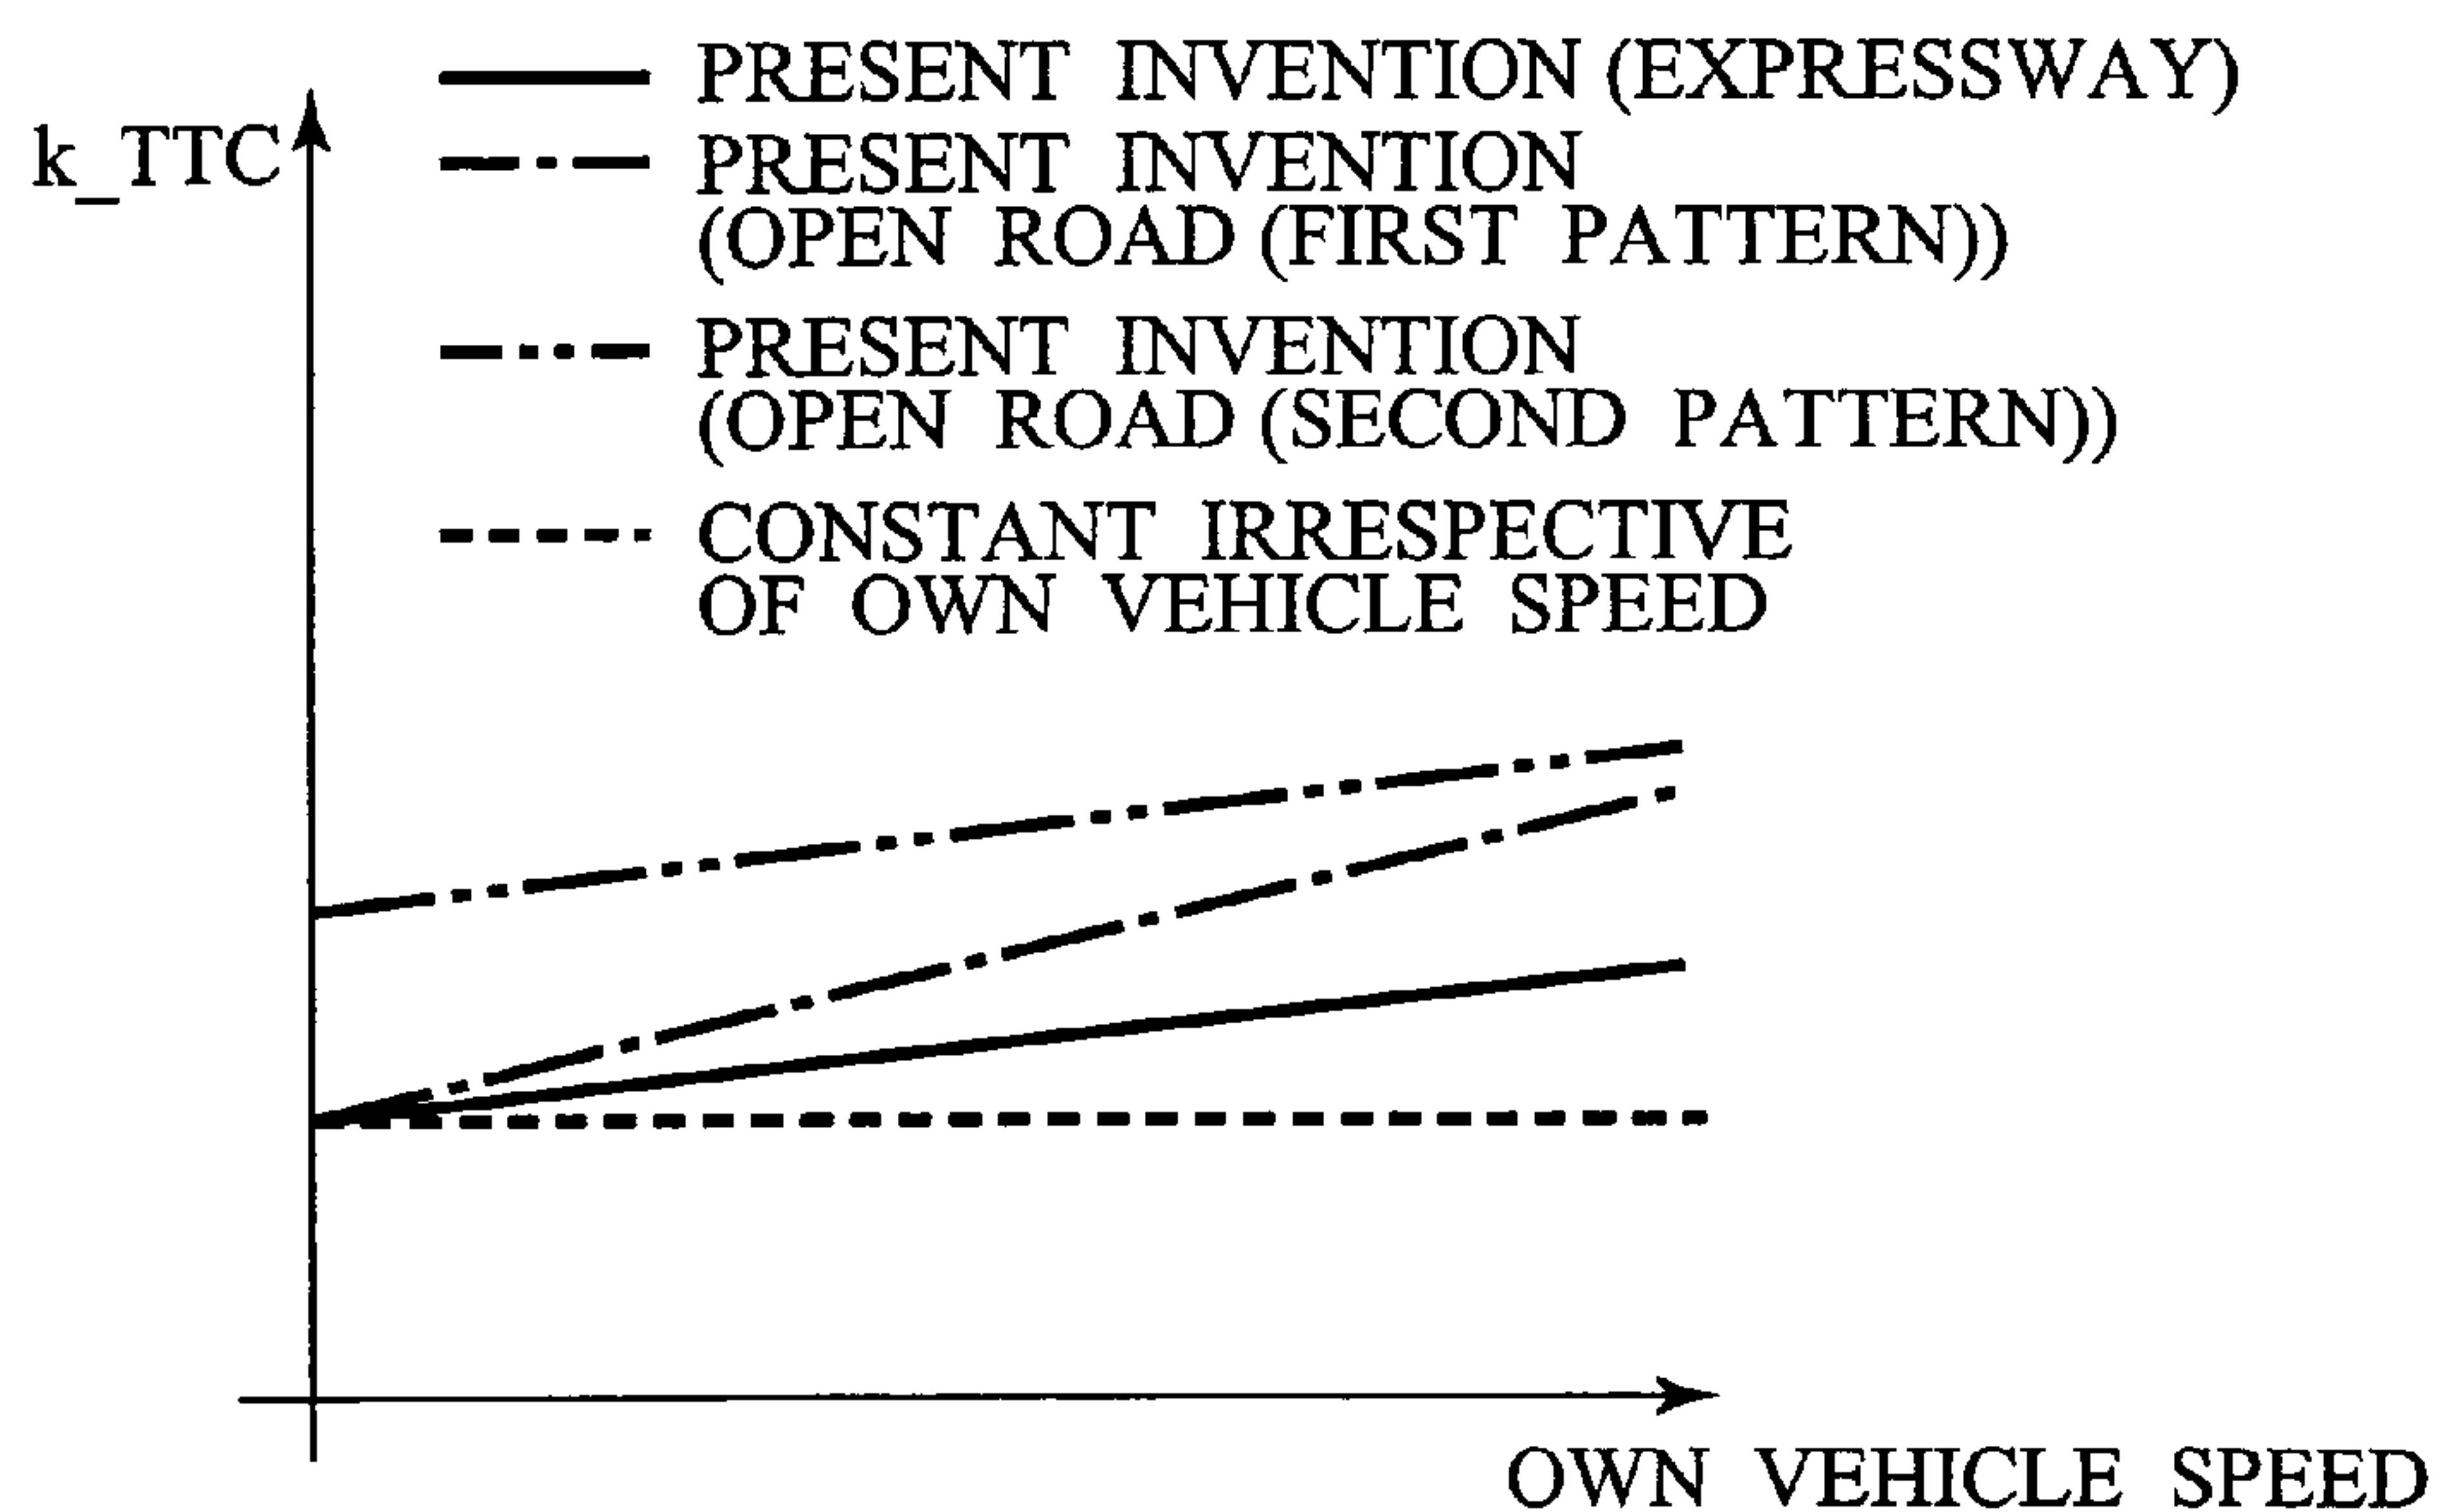 PRESENT INVENTION (EXPRESSWAY)
k_TTC
PRESENT INVENTION
(OPEN ROAD (FIRST PATTERN))
PRESENT INVENTION
(OPEN ROAD (SECOND PATTERN))
CONSTANT IRRESPECTIVE
OF OWN VEHICLE SPEED
OWN VEHICLE SPEED